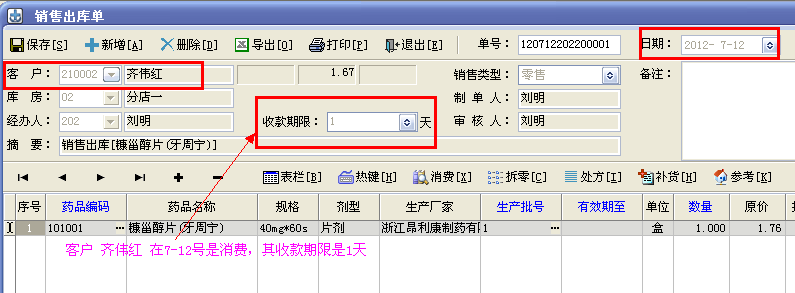 销售出库单
保存[S] 新增[A] 删除[D] 导出[O] 打印[P] 退出[E] 单号: 120712202200001 日期: 2012- 7-12
客 户: 210002 齐伟红 1.67 销售类型: 零售 备注:
库 房: 02 分店一 制 单 人: 刘明
经办人: 202 刘明 收款期限: 1 天 审 核 人: 刘明
摘 要: 销售出库[糠甾醇片(牙周宁)]
表栏[B] 热键[H] 消费[X] 拆零[C] 处方[I] 补货[H] 参考[K]
序号 药品编码 药品名称 规格 剂型 生产厂家 生产批号 有效期至 单位 数量 原价
1 101001 糠甾醇片(牙周宁) 40mg*60s 片剂 浙江昂利康制药有 1 盒 1.000 1.76
客户 齐伟红 在7-12号是消费，其收款期限是1天